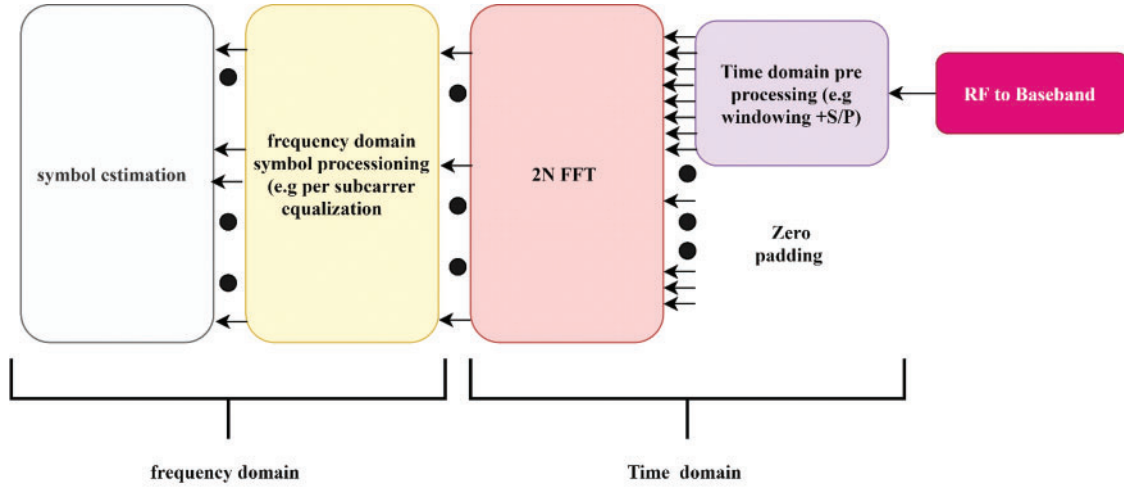 symbol estimation
frequency domain
symbol processioning
(e.g per subcarrer
equalization
2N FFT
Time domain pre
processing (e.g
windowing +S/P)
RF to Baseband
Zero
padding
frequency domain
Time domain